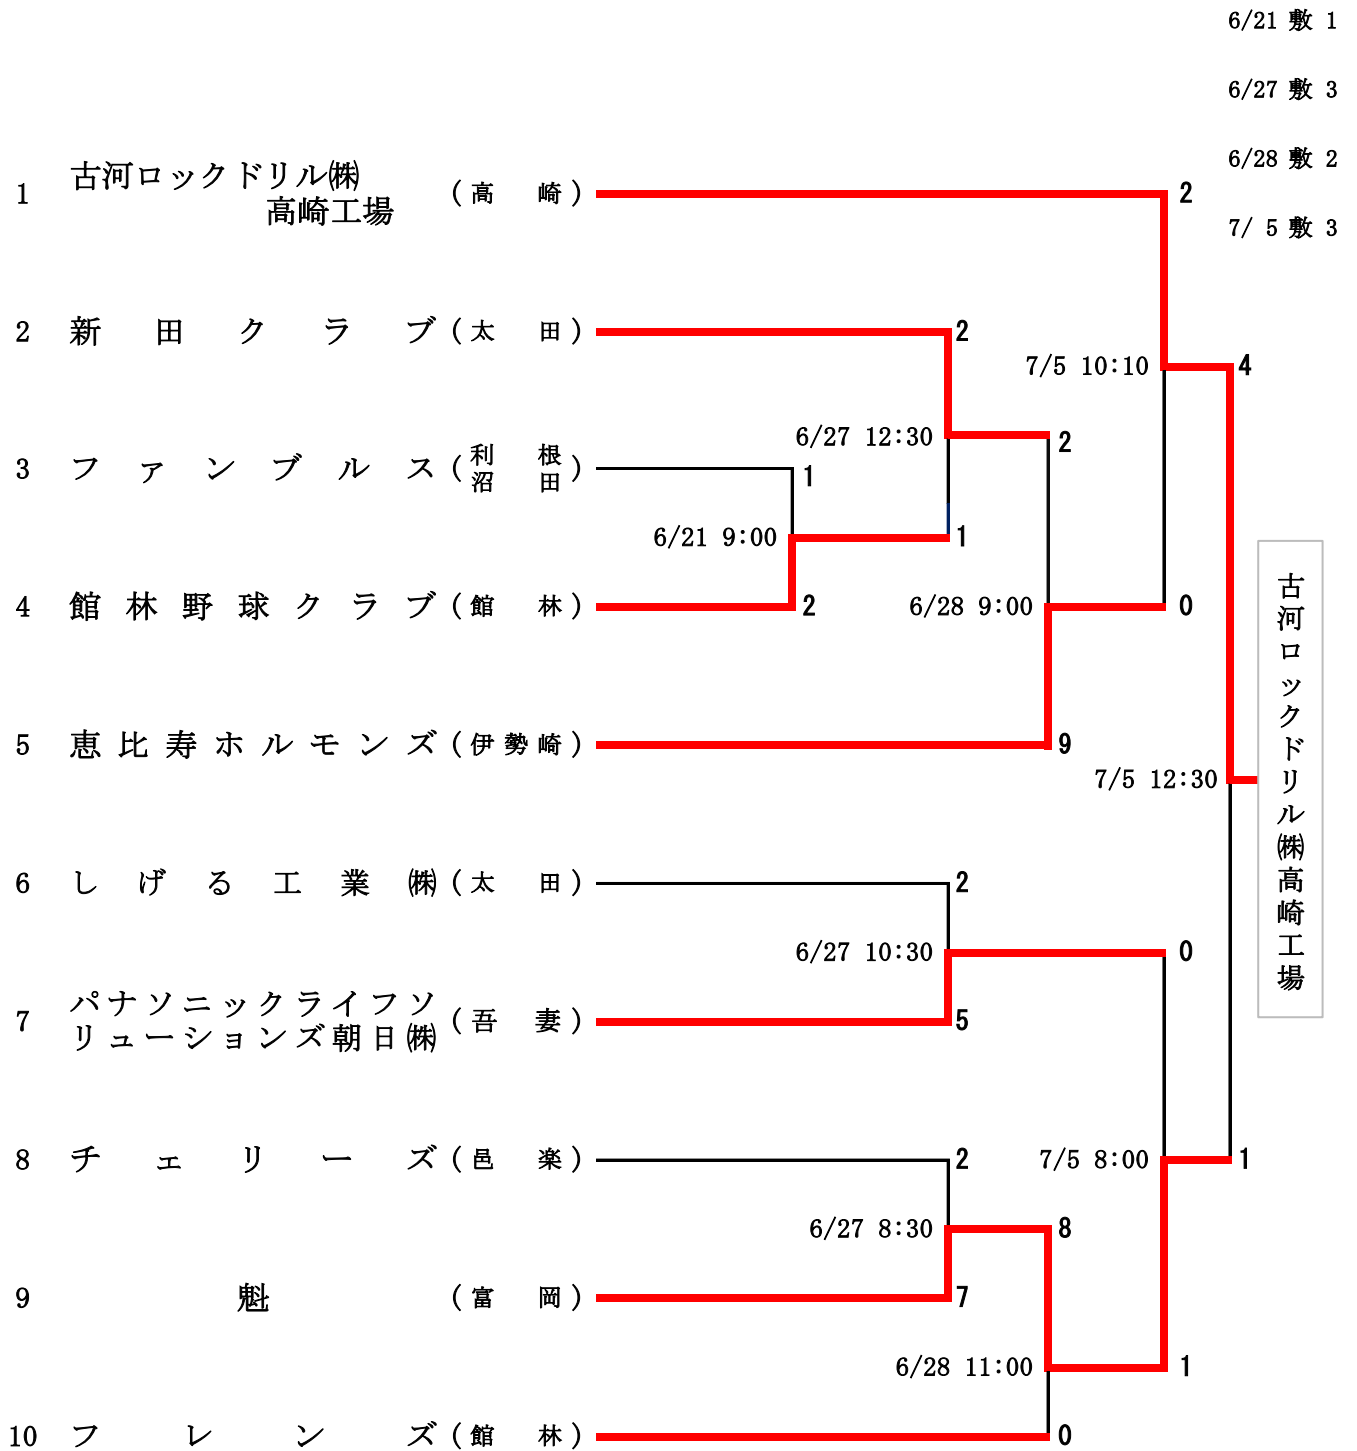 6/21 敷 1
6/27 敷 3
6/28 敷 2
7/ 5 敷 3
1 古河ロックドリル㈱
高崎工場 (高崎) 2
2 新田クラブ (太田) 2
7/5 10:10 4
6/27 12:30 2
3 ファンブルス (利根
沼田) 1
6/21 9:00 1
4 館林野球クラブ (館林) 2
6/28 9:00 0
5 恵比寿ホルモンズ (伊勢崎) 9
7/5 12:30
古河ロックドリル㈱高崎工場
6 しげる工業㈱ (太田) 2
6/27 10:30 0
7 パナソニックライフソ
リューションズ朝日㈱ (吾妻) 5
8 チェリーズ (邑楽) 2
7/5 8:00 1
6/27 8:30 8
9 魁 (富岡) 7
6/28 11:00 1
10 フレンズ (館林) 0